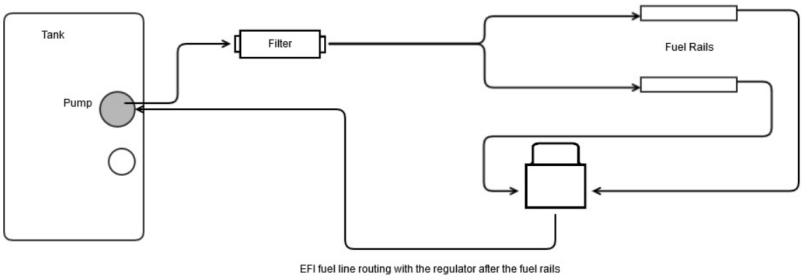 Tank
Filter
Fuel Rails
Pump
EFI fuel line routing with the regulator after the fuel rails